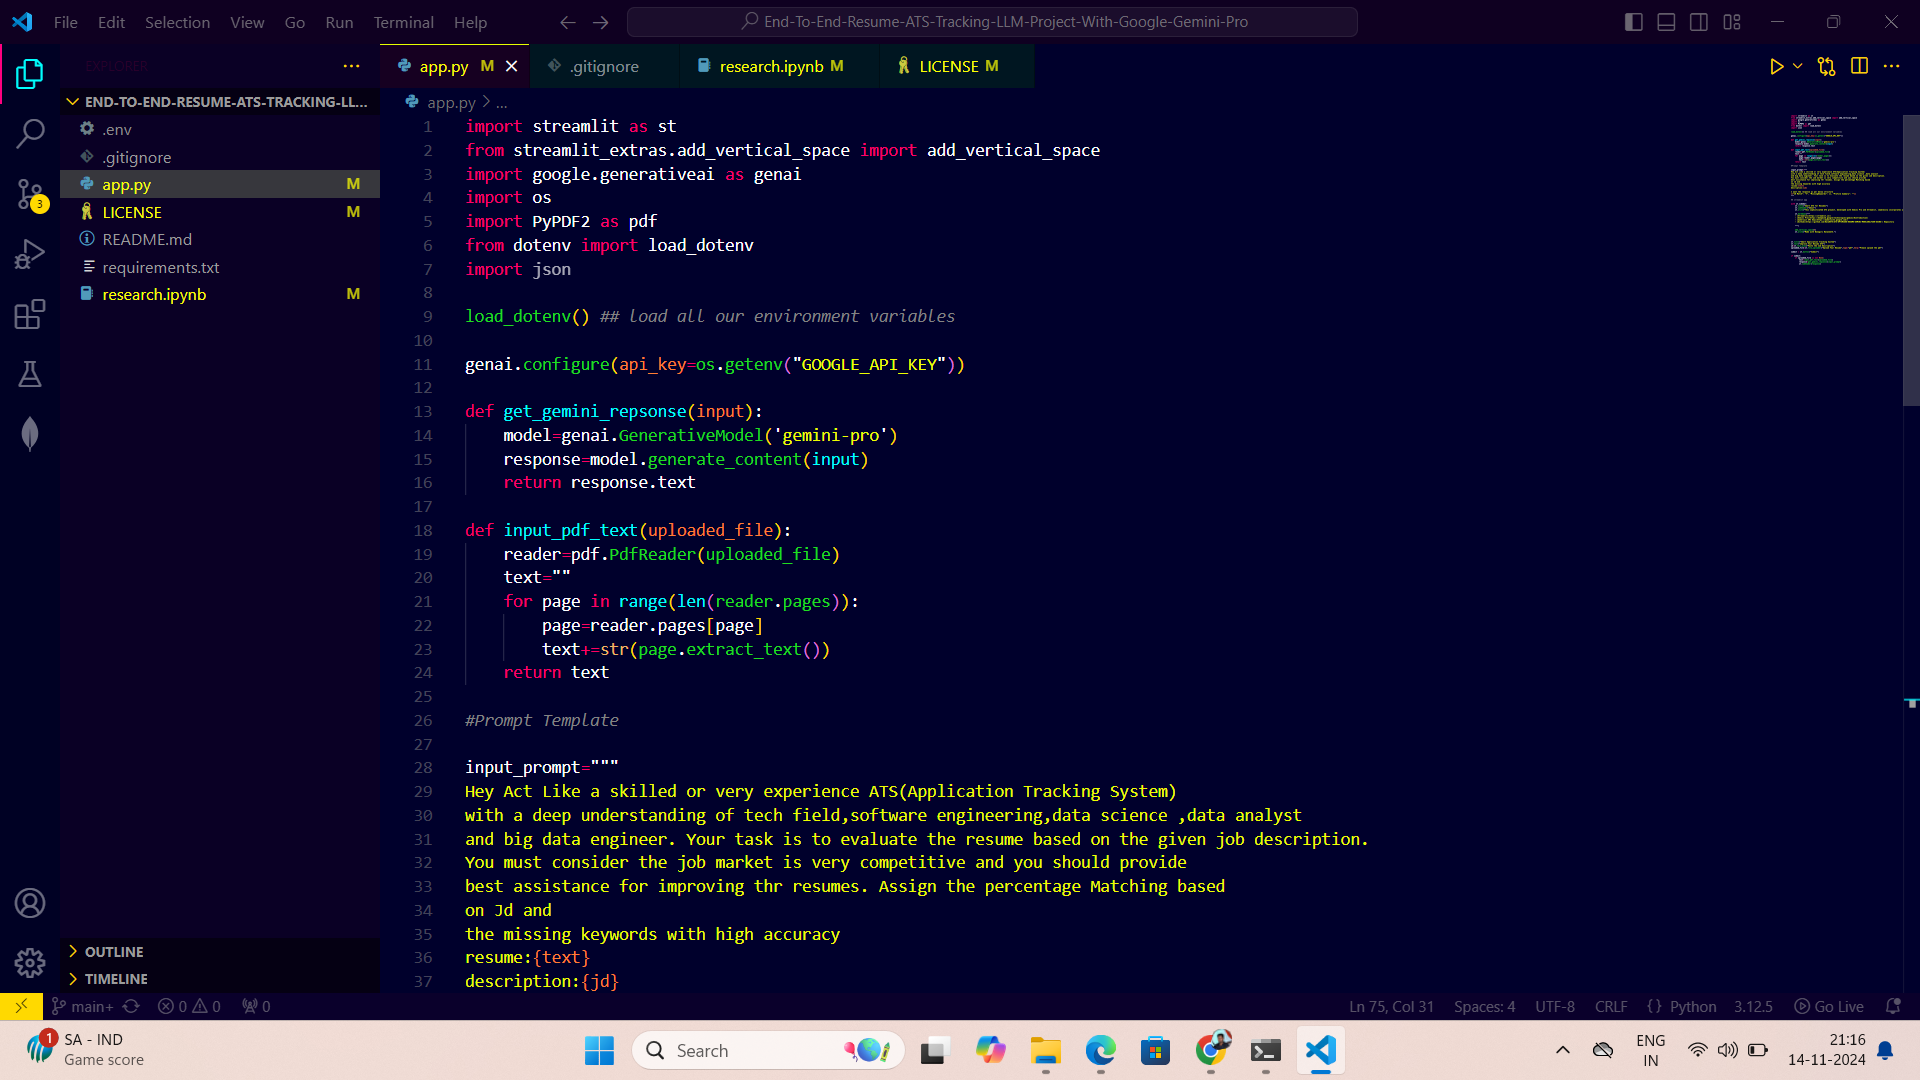 File Edit Selection View Go Run Terminal Help
End-To-End-Resume-ATS-Tracking-LLM-Project-With-Google-Gemini-Pro
EXPLORER
END-TO-END-RESUME-ATS-TRACKING-LL...
.env
.gitignore
app.py M
LICENSE M
README.md
requirements.txt
research.ipynb M
OUTLINE
TIMELINE
3
app.py M
.gitignore
research.ipynb M
LICENSE M
app.py > ...
1 import streamlit as st
2 from streamlit_extras.add_vertical_space import add_vertical_space
3 import google.generativeai as genai
4 import os
5 import PyPDF2 as pdf
6 from dotenv import load_dotenv
7 import json
8
9 load_dotenv() ## load all our environment variables
10
11 genai.configure(api_key=os.getenv("GOOGLE_API_KEY"))
12
13 def get_gemini_repsonse(input):
14     model=genai.GenerativeModel('gemini-pro')
15     response=model.generate_content(input)
16     return response.text
17
18 def input_pdf_text(uploaded_file):
19     reader=pdf.PdfReader(uploaded_file)
20     text=""
21     for page in range(len(reader.pages)):
22         page=reader.pages[page]
23         text+=str(page.extract_text())
24     return text
25
26 #Prompt Template
27
28 input_prompt="""
29 Hey Act Like a skilled or very experience ATS(Application Tracking System)
30 with a deep understanding of tech field,software engineering,data science ,data analyst
31 and big data engineer. Your task is to evaluate the resume based on the given job description.
32 You must consider the job market is very competitive and you should provide
33 best assistance for improving thr resumes. Assign the percentage Matching based
34 on Jd and
35 the missing keywords with high accuracy
36 resume:{text}
37 description:{jd}
main+ 0 0 0
Ln 75, Col 31 Spaces: 4 UTF-8 CRLF {} Python 3.12.5 Go Live
1
SA - IND
Game score
Search
ENG
IN
21:16
14-11-2024